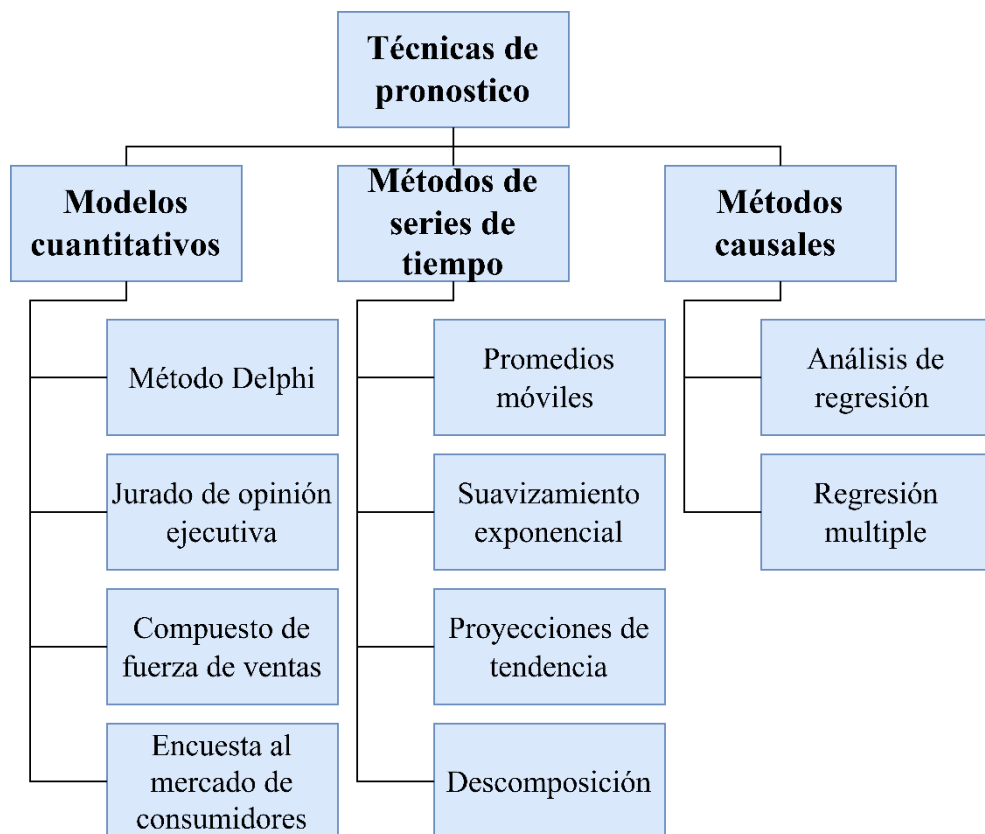 Técnicas de
pronostico
Modelos
cuantitativos
Métodos de
series de
tiempo
Métodos
causales
Método Delphi
Jurado de opinión
ejecutiva
Compuesto de
fuerza de ventas
Encuesta al
mercado de
consumidores
Promedios
móviles
Suavizamiento
exponencial
Proyecciones de
tendencia
Descomposición
Análisis de
regresión
Regresión
multiple